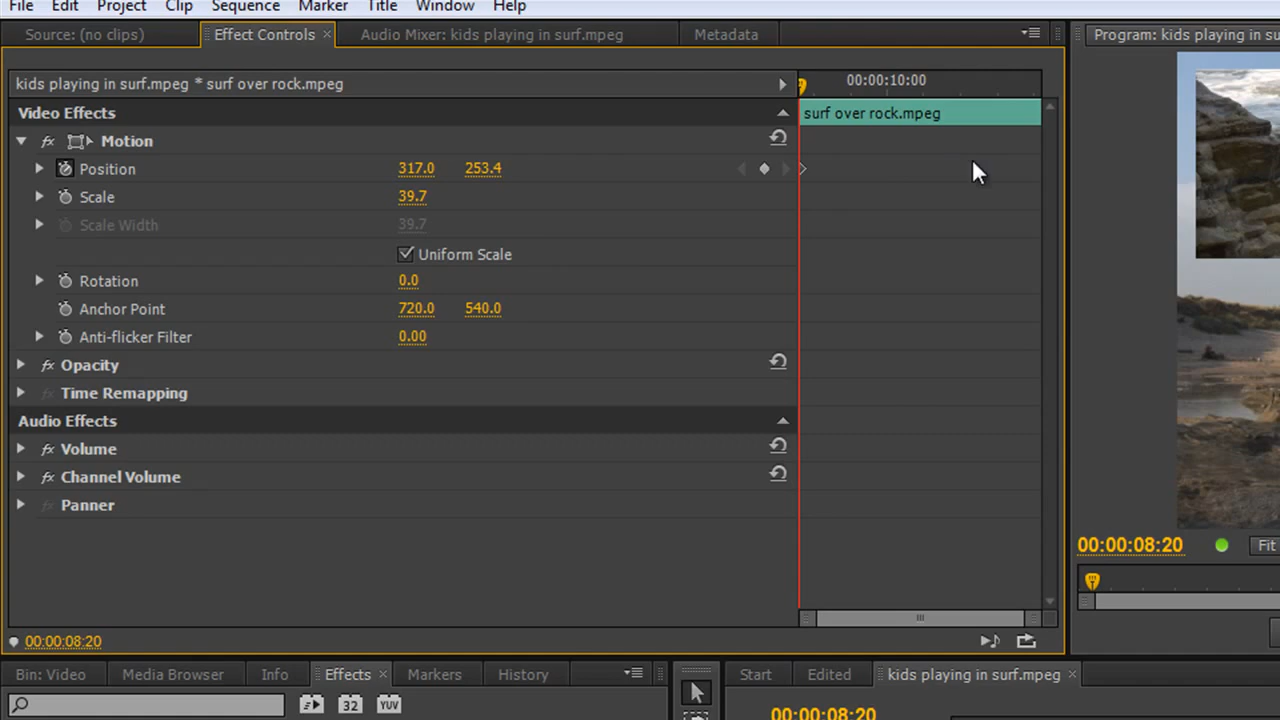 File Edit Project Clip Sequence Marker Title Window Help
Source: (no clips) Effect Controls × Audio Mixer: kids playing in surf.mpeg Metadata Program: kids playing in su
kids playing in surf.mpeg * surf over rock.mpeg 00:00:10:00
Video Effects surf over rock.mpeg
fx Motion
Position 317.0 253.4
Scale 39.7
Scale Width 39.7
Uniform Scale
Rotation 0.0
Anchor Point 720.0 540.0
Anti-flicker Filter 0.00
fx Opacity
fx Time Remapping
Audio Effects
fx Volume
fx Channel Volume
fx Panner
00:00:08:20 Fit
00:00:08:20
Bin: Video Media Browser Info Effects × Markers History Start Edited kids playing in surf.mpeg ×
32 YUV 00:00:08:20